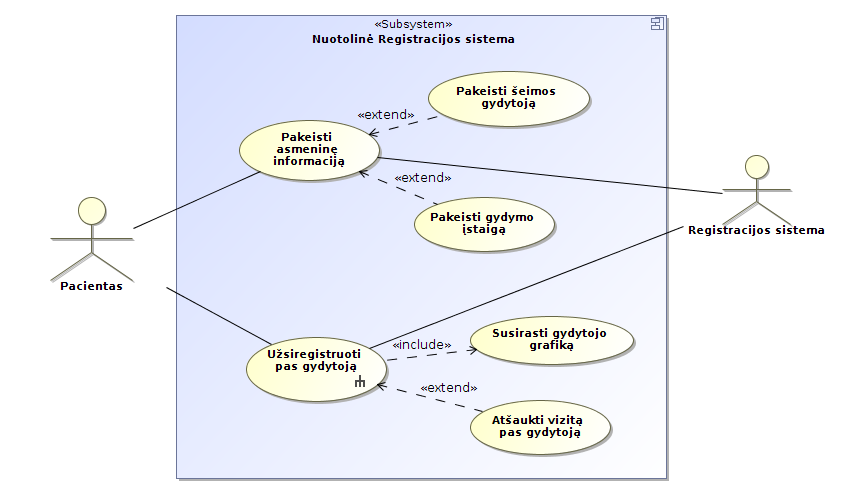 «Subsystem»
Nuotolinė Registracijos sistema
Pakeisti šeimos
gydytoją
«extend»
Pakeisti
asmeninę
informaciją
«extend»
Pakeisti gydymo
įstaigą
Registracijos sistema
Pacientas
Užsiregistruoti
pas gydytoją
«include»
Susirasti gydytojo
grafiką
«extend»
Atšaukti vizitą
pas gydytoją